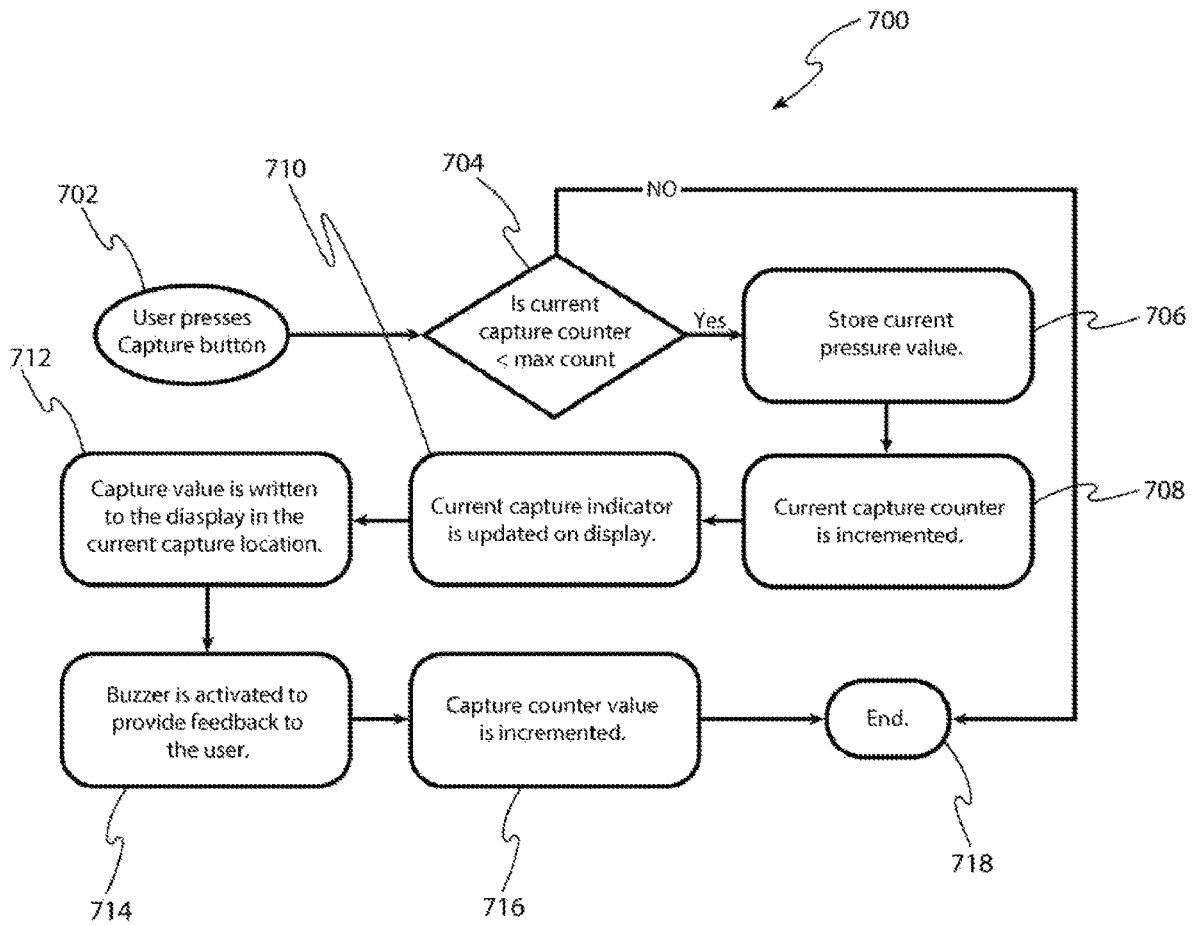 700
710
704
NO
702
User presses
Capture button
Is current
capture counter
< max count
Yes
Store current
pressure value.
706
712
Capture value is written
to the diasplay in the
current capture location.
Current capture indicator
is updated on display.
Current capture counter
is incremented.
708
Buzzer is activated to
provide feedback to
the user.
Capture counter value
is incremented.
End.
714
716
718